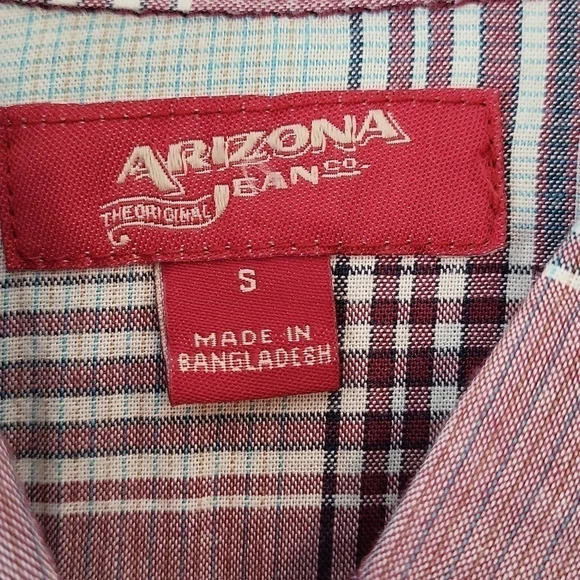 ARIZONA
THE ORIGINAL JEAN CO.
S
MADE IN
BANGLADESH